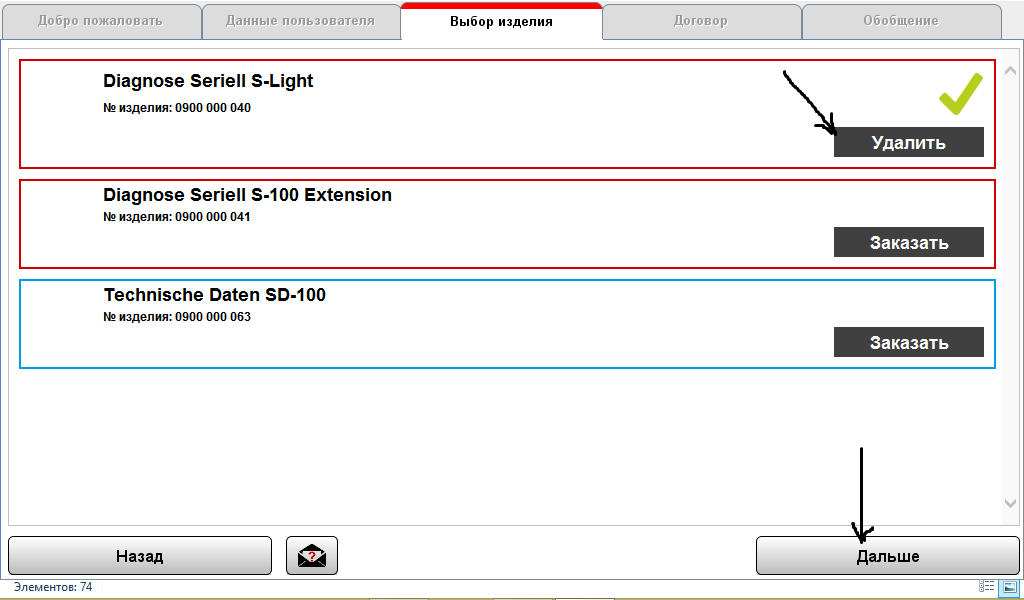 Добро пожаловать
Данные пользователя
Выбор изделия
Договор
Обобщение
Diagnose Seriell S-Light
№ изделия: 0900 000 040
Удалить
Diagnose Seriell S-100 Extension
№ изделия: 0900 000 041
Заказать
Technische Daten SD-100
№ изделия: 0900 000 063
Заказать
Назад
?
Дальше
Элементов: 74